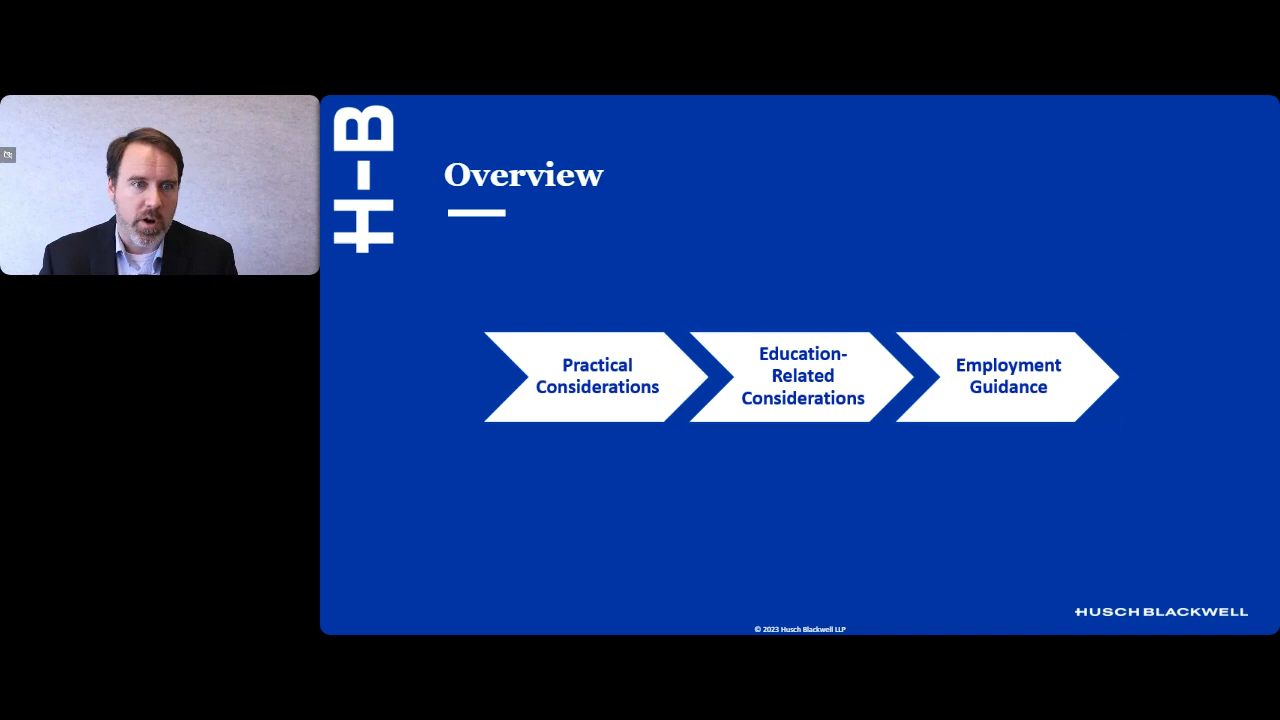 H-B
Overview
Practical
Considerations
Education-
Related
Considerations
Employment
Guidance
HUSCH BLACKWELL
© 2023 Husch Blackwell LLP